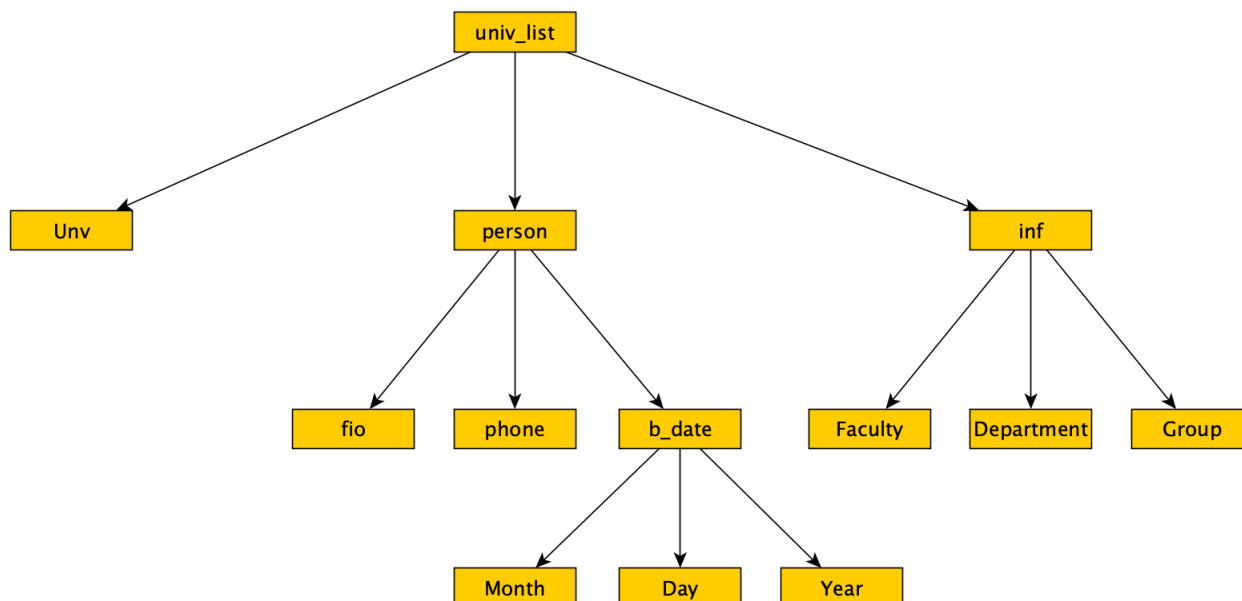 univ_list
Unv
person
inf
fio
phone
b_date
Faculty
Department
Group
Month
Day
Year